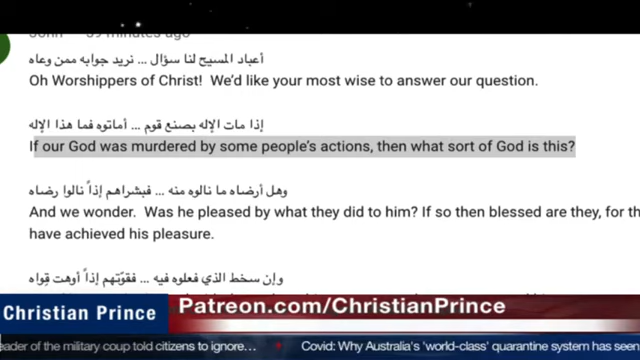 39 minutes ago
أعباد المسيح لنا سؤال ... نريد جوابه ممن وعاه
Oh Worshippers of Christ! We’d like your most wise to answer our question.
إذا مات الإله بصنع قوم ... أماتوه فما هذا الإله
If our God was murdered by some people’s actions, then what sort of God is this?
وهل أرضاه ما نالوه منه ... فبشراهم إذاً نالوا رضاه
And we wonder. Was he pleased by what they did to him? If so then blessed are they, for th
have achieved his pleasure.
وإن سخط الذي فعلوه فيه ... فقوّتهم إذاً أوهت قواه
Christian Prince
Patreon.com/ChristianPrince
eader of the military coup told citizens to ignore...
Covid: Why Australia's 'world-class' quarantine system has seen